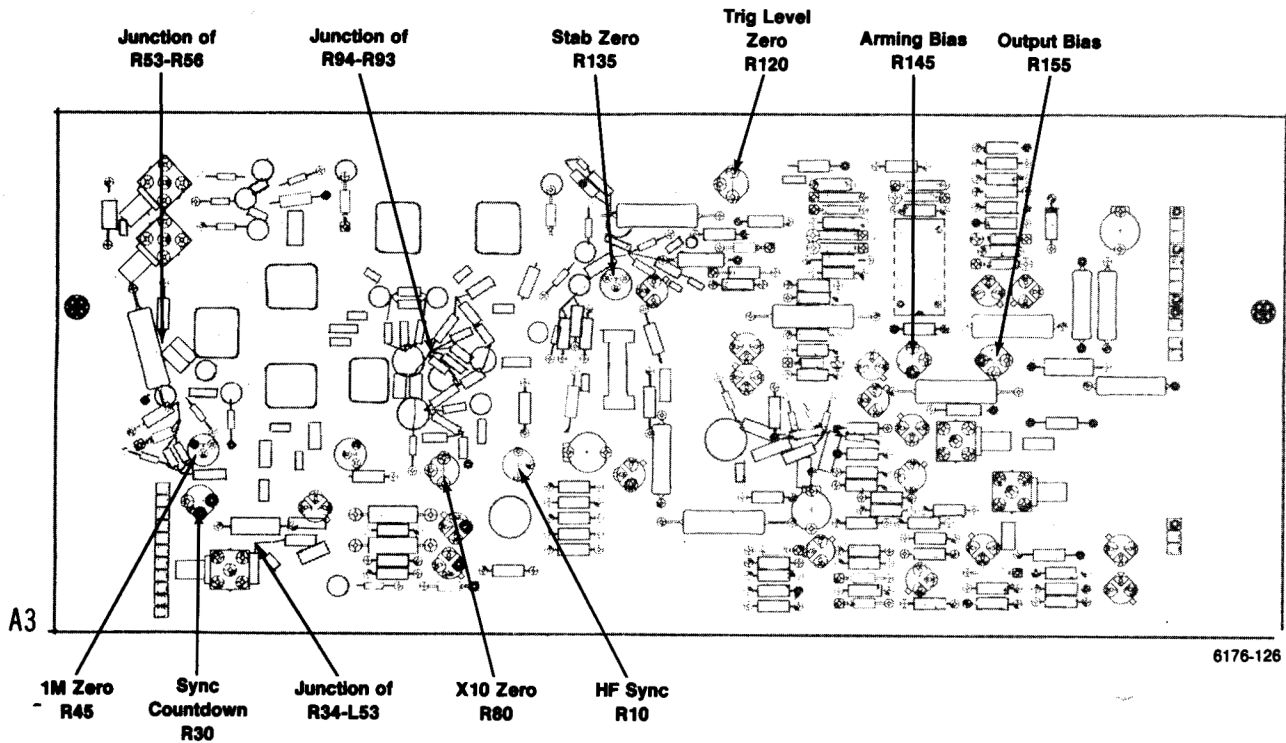 Junction of
R53-R56
Junction of
R94-R93
Stab Zero
R135
Trig Level
Zero
R120
Arming Bias
R145
Output Bias
R155
A3
6176-126
1M Zero
R45
Sync
Countdown
R30
Junction of
R34-L53
X10 Zero
R80
HF Sync
R10